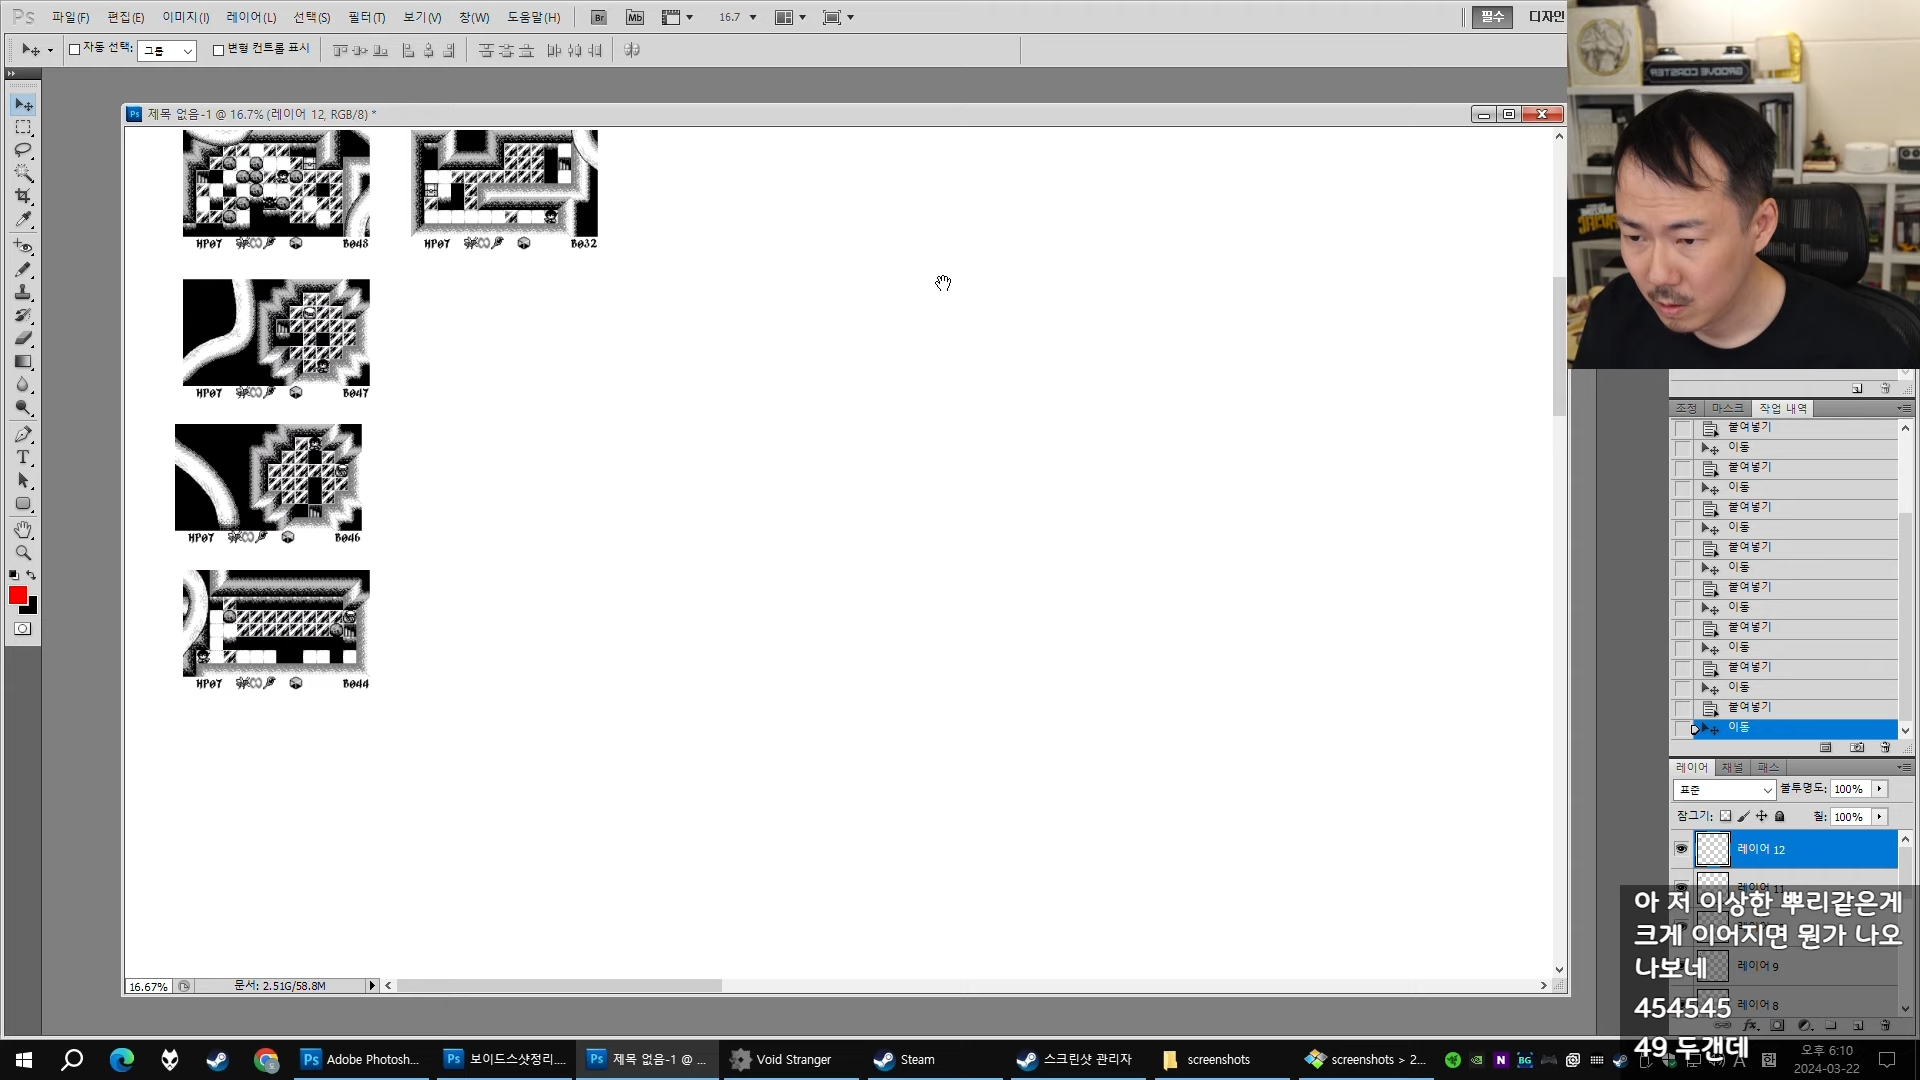 Ps 파일(F) 편집(E) 이미지(I) 레이어(L) 선택(S) 필터(T) 보기(V) 창(W) 도움말(H) Br Mb 16.7 필수 디자인
자동 선택: 그룹 변형 컨트롤 표시
제목 없음-1 @ 16.7% (레이어 12, RGB/8) *
HP07 B048
HP07 B032
HP07 B047
HP07 B046
HP07 B044
16.67% 문서: 2.51G/58.8M
GROOVE COASTER
조정 마스크 작업 내역
붙여넣기
이동
붙여넣기
이동
붙여넣기
이동
붙여넣기
이동
붙여넣기
이동
붙여넣기
이동
붙여넣기
이동
붙여넣기
이동
레이어 채널 패스
표준 불투명도: 100%
잠그기: 칠: 100%
레이어 12
레이어 11
레이어 9
레이어 8
아 저 이상한 뿌리같은게
크게 이어지면 뭔가 나오
나보네
454545
49 두갠데
Adobe Photosh...
보이드스샷정리....
제목 없음-1 @ ...
Void Stranger
Steam
스크린샷 관리자
screenshots
screenshots > 2...
A 한
오후 6:10
2024-03-22